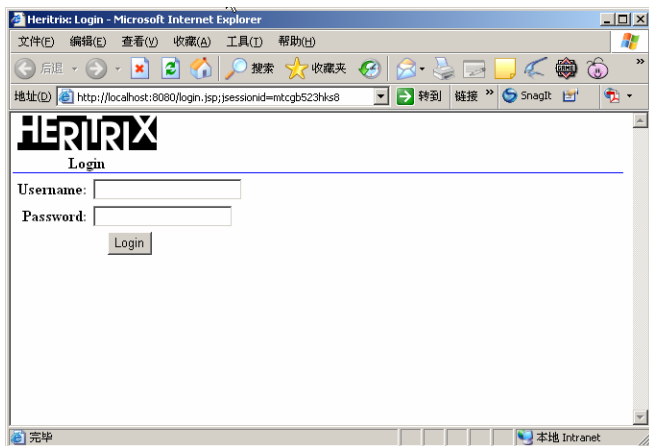 Heritrix: Login - Microsoft Internet Explorer
文件(F) 编辑(E) 查看(V) 收藏(A) 工具(T) 帮助(H)
后退 搜索 收藏夹 GAME »
地址(D) http://localhost:8080/login.jsp;jsessionid=mtcgb523hks8 转到 链接 » SnagIt
HERITRIX
Login
Username:
Password:
Login
完毕 本地 Intranet